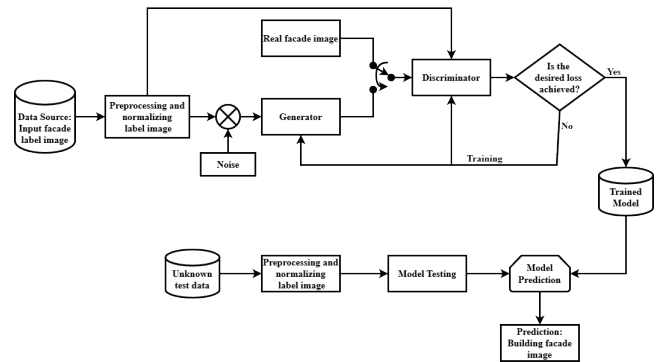 Real facade image
Data Source:
Input facade
label image
Preprocessing and
normalizing
label image
Noise
Generator
Discriminator
Is the
desired loss
achieved?
Yes
No
Training
Trained
Model
Unknown
test data
Preprocessing and
normalizing
label image
Model Testing
Model
Prediction
Prediction:
Building facade
image